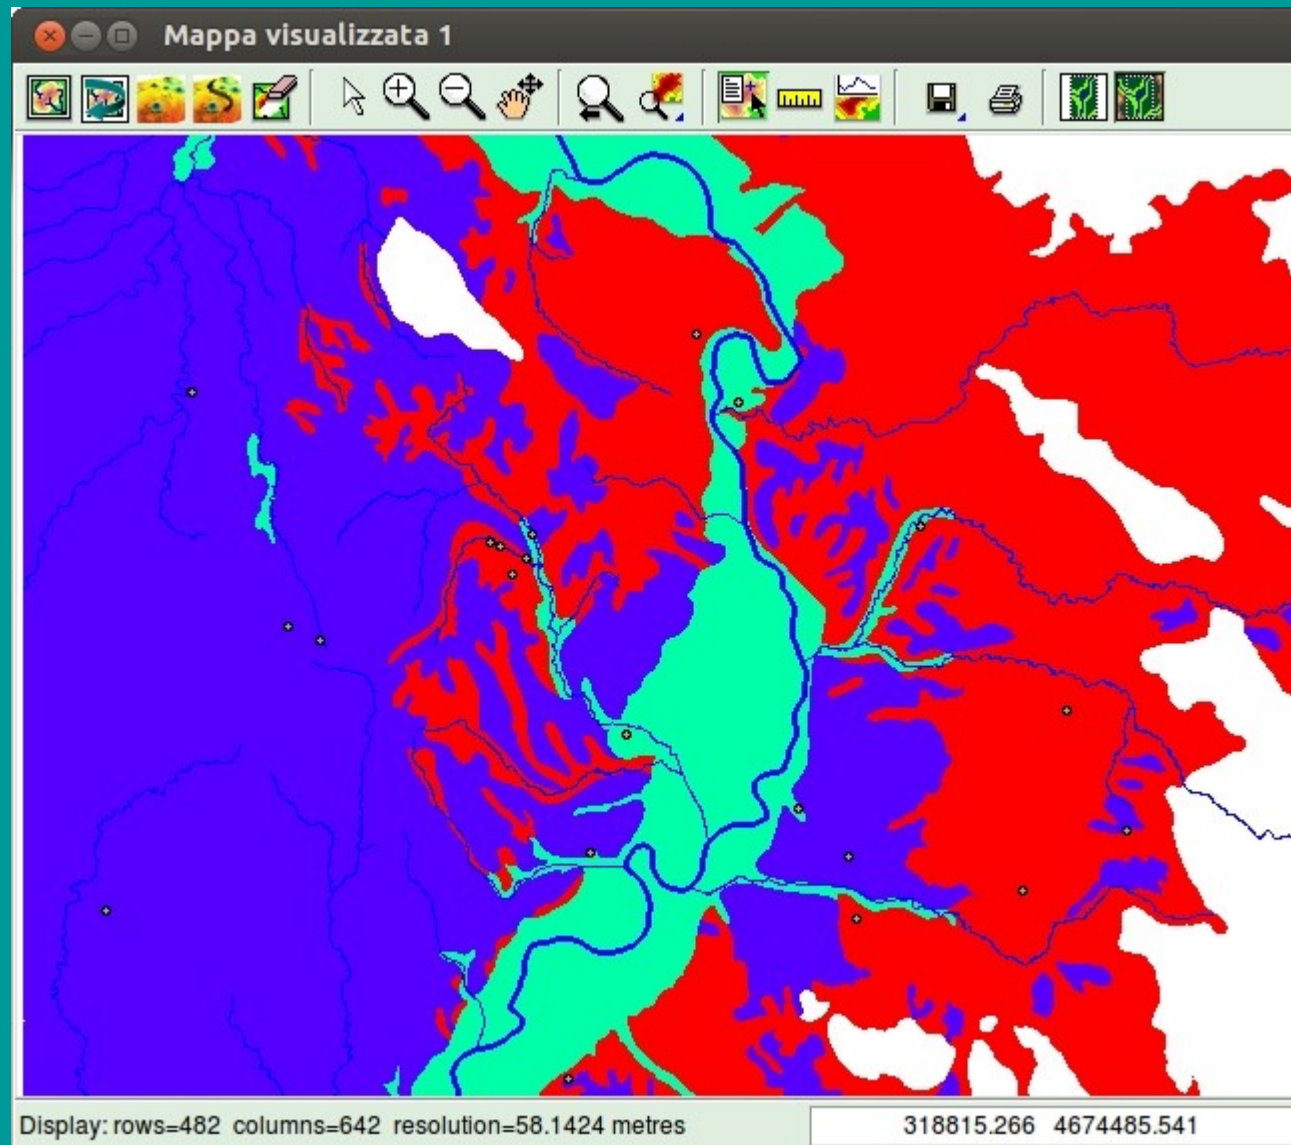 Mappa visualizzata 1
Display: rows=482 columns=642 resolution=58.1424 metres
318815.266 4674485.541